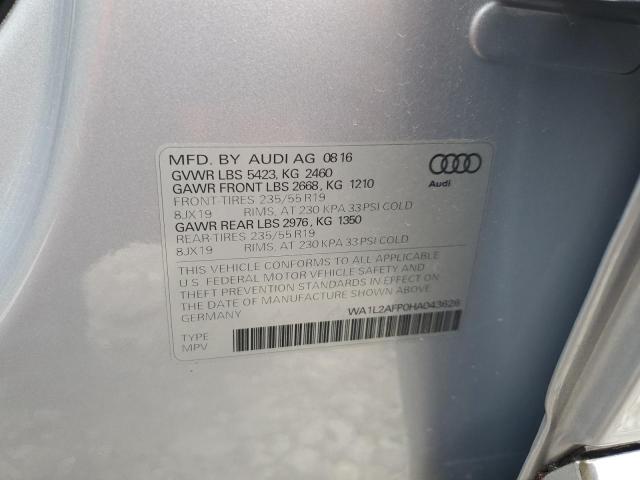 MFD. BY AUDI AG 08 16
GVWR LBS 5423, KG 2460
GAWR FRONT LBS 2668, KG 1210
FRONT-TIRES 235/55 R19
8JX19 RIMS, AT 230 KPA 33 PSI COLD
GAWR REAR LBS 2976, KG 1350
REAR-TIRES 235/55 R19
8JX19 RIMS, AT 230 KPA 33 PSI COLD
THIS VEHICLE CONFORMS TO ALL APPLICABLE
U S FEDERAL MOTOR VEHICLE SAFETY AND
THEFT PREVENTION STANDARDS IN EFFECT ON
THE DATE OF MANUFACTURE SHOWN ABOVE
GERMANY
WA1L2AFP0HA043626
TYPE
MPV
Audi